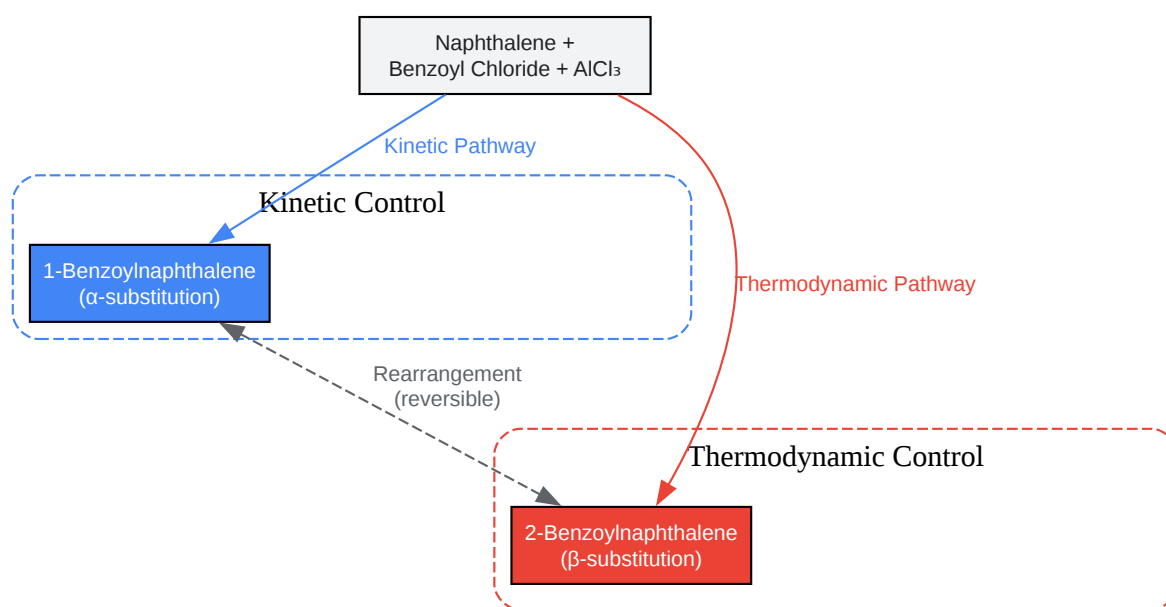 Naphthalene +
Benzoyl Chloride + AlCl₃
Kinetic Pathway
Kinetic Control
1-Benzoylnaphthalene
(α-substitution)
Thermodynamic Pathway
Rearrangement
(reversible)
Thermodynamic Control
2-Benzoylnaphthalene
(β-substitution)